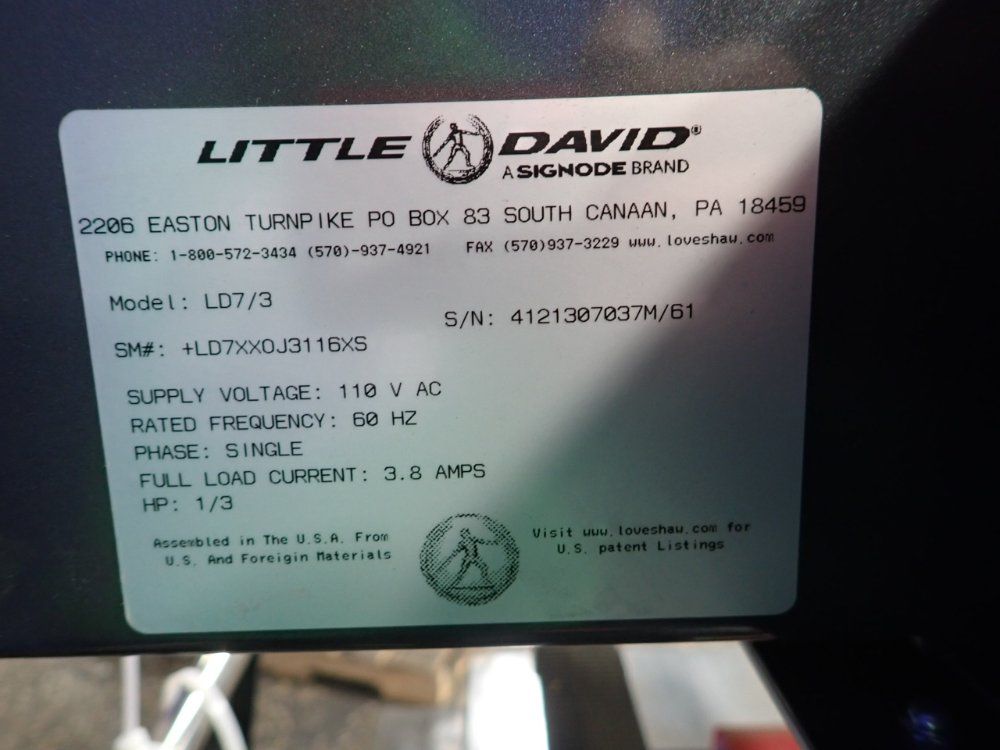 LITTLE DAVID®
A SIGNODE BRAND
2206 EASTON TURNPIKE PO BOX 83 SOUTH CANAAN, PA 18459
PHONE: 1-800-572-3434 (570)-937-4921 FAX (570)937-3229 www.loveshaw.com
Model: LD7/3
S/N: 4121307037M/61
SM#: +LD7XX0J3116XS
SUPPLY VOLTAGE: 110 V AC
RATED FREQUENCY: 60 HZ
PHASE: SINGLE
FULL LOAD CURRENT: 3.8 AMPS
HP: 1/3
Assembled in The U.S.A. From
U.S. And Foreigin Materials
Visit www.loveshaw.com for
U.S. patent Listings